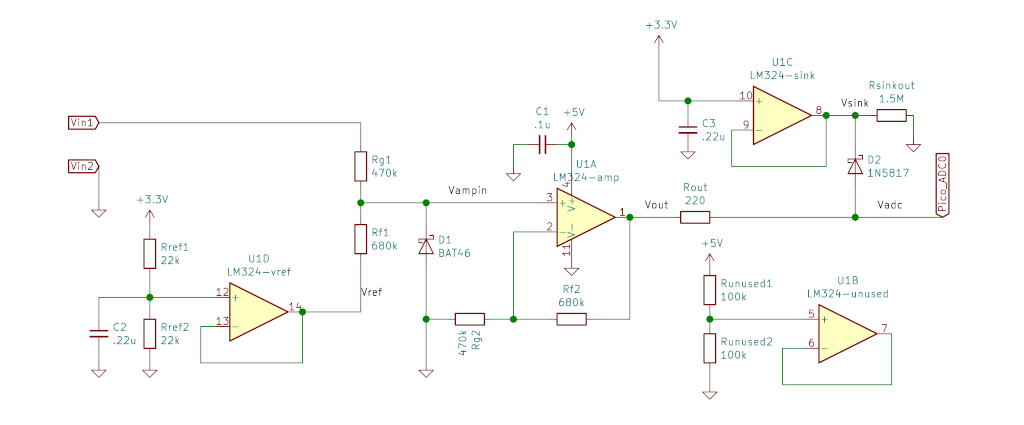 +3.3V
U1C
LM324-sink
Rsinkout
1.5M
10
+
8
Vsink
9
-
C3
.22u
Vin1
C1
.1u
+5V
D2
1N5817
Pico_ADC0
Vin2
Rg1
470k
U1A
LM324-amp
4
V+
Vampin
3
+
1
Vout
Rout
220
Vadc
2
-
V-
11
+3.3V
Rf1
680k
D1
BAT46
+5V
Rref1
22k
U1D
LM324-vref
Vref
Rf2
680k
Runused1
100k
U1B
LM324-unused
12
+
14
13
-
C2
.22u
Rref2
22k
470k
Rg2
5
+
7
6
-
Runused2
100k